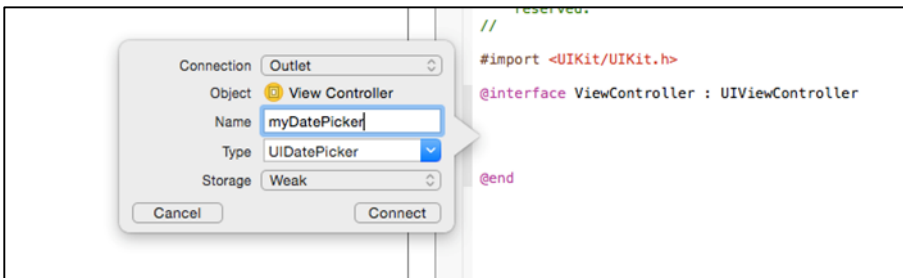 reserved.
//
#import <UIKit/UIKit.h>
@interface ViewController : UIViewController
@end
Connection Outlet
Object View Controller
Name myDatePicker
Type UIDatePicker
Storage Weak
Cancel Connect